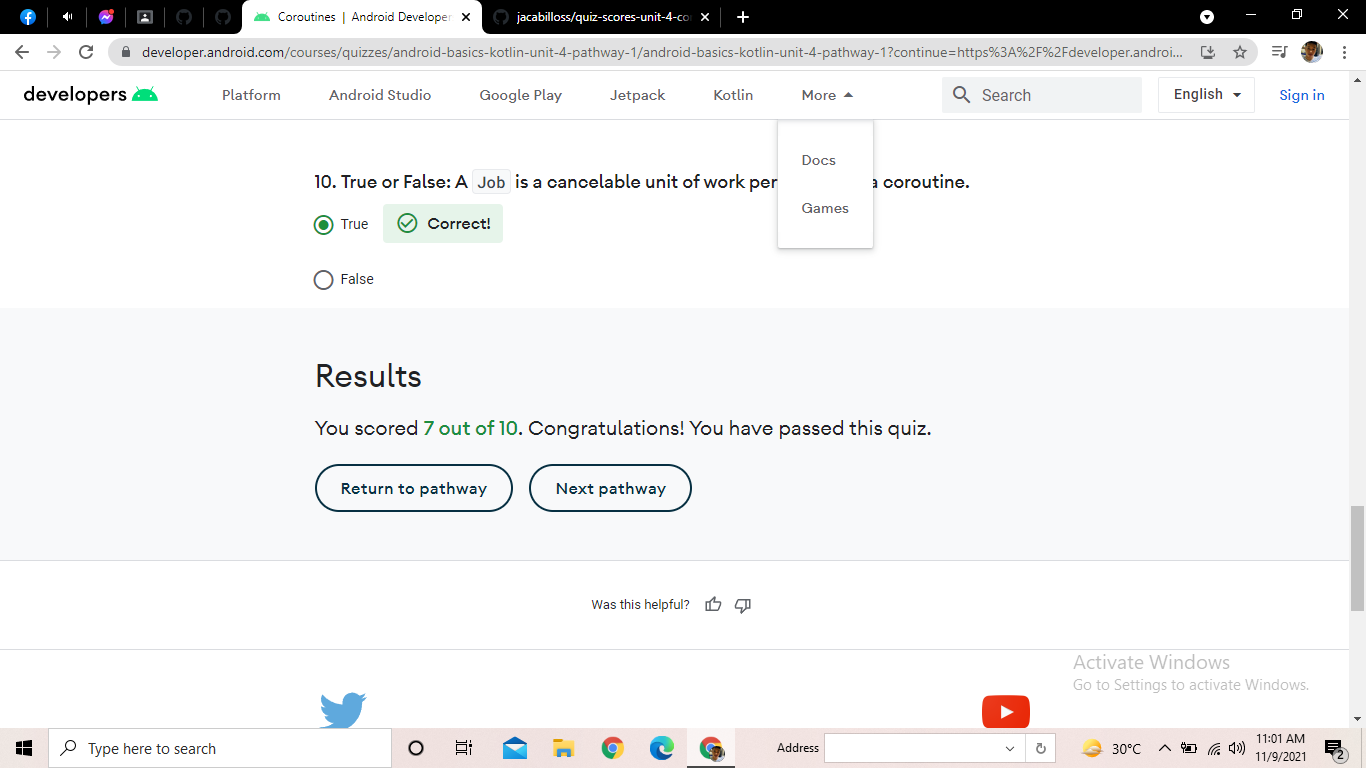 Coroutines | Android Developer
jacabilloss/quiz-scores-unit-4-co
developer.android.com/courses/quizzes/android-basics-kotlin-unit-4-pathway-1/android-basics-kotlin-unit-4-pathway-1?continue=https%3A%2F%2Fdeveloper.androi...
developers
Platform
Android Studio
Google Play
Jetpack
Kotlin
More
Search
English
Sign in
Docs
Games
10. True or False: A Job is a cancelable unit of work per a coroutine.
True
Correct!
False
Results
You scored 7 out of 10. Congratulations! You have passed this quiz.
Return to pathway
Next pathway
Was this helpful?
Activate Windows
Go to Settings to activate Windows.
Type here to search
Address
30°C
11:01 AM
11/9/2021
2